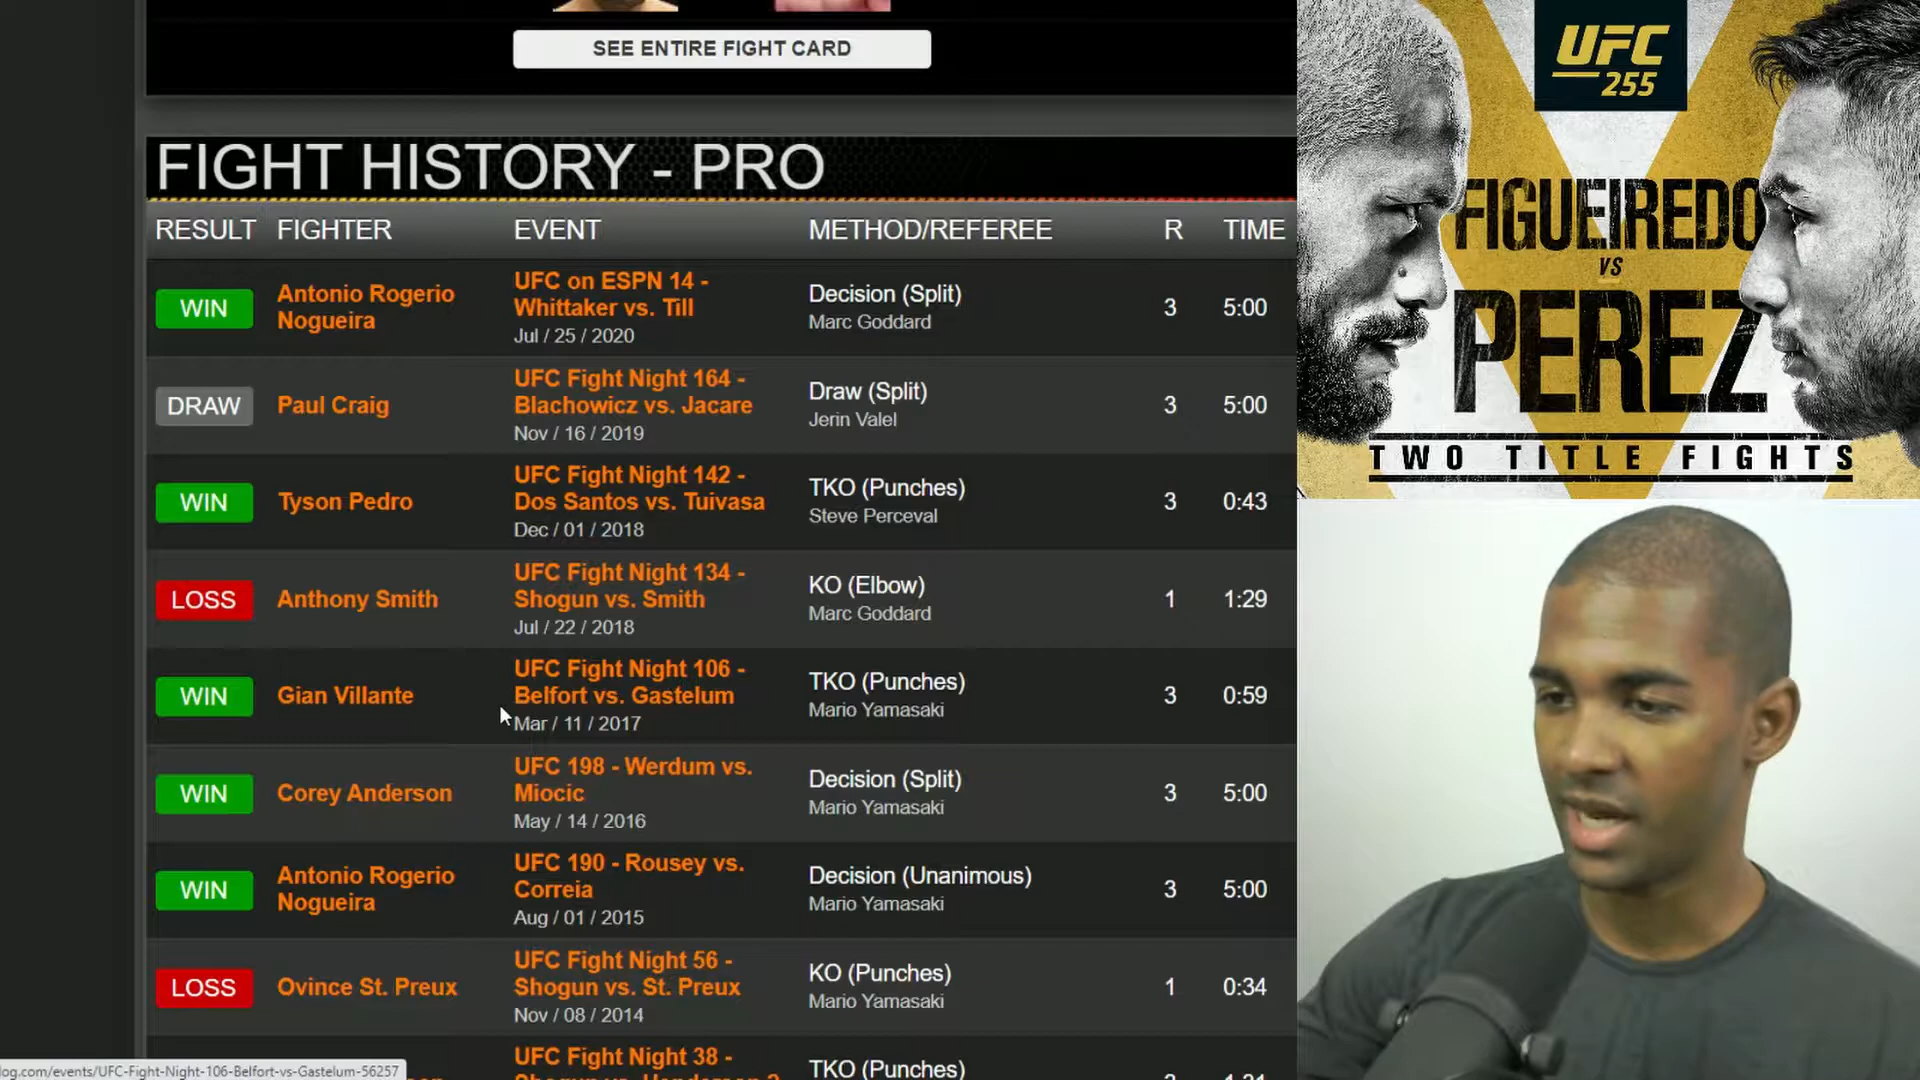 SEE ENTIRE FIGHT CARD
UFC
255
FIGUEIREDO
VS
PEREZ
TWO TITLE FIGHTS
FIGHT HISTORY - PRO
RESULT FIGHTER EVENT METHOD/REFEREE R TIME
WIN
Antonio Rogerio
Nogueira
UFC on ESPN 14 -
Whittaker vs. Till
Jul / 25 / 2020
Decision (Split)
Marc Goddard
3
5:00
DRAW
Paul Craig
UFC Fight Night 164 -
Blachowicz vs. Jacare
Nov / 16 / 2019
Draw (Split)
Jerin Valel
3
5:00
WIN
Tyson Pedro
UFC Fight Night 142 -
Dos Santos vs. Tuivasa
Dec / 01 / 2018
TKO (Punches)
Steve Perceval
3
0:43
LOSS
Anthony Smith
UFC Fight Night 134 -
Shogun vs. Smith
Jul / 22 / 2018
KO (Elbow)
Marc Goddard
1
1:29
WIN
Gian Villante
UFC Fight Night 106 -
Belfort vs. Gastelum
Mar / 11 / 2017
TKO (Punches)
Mario Yamasaki
3
0:59
WIN
Corey Anderson
UFC 198 - Werdum vs.
Miocic
May / 14 / 2016
Decision (Split)
Mario Yamasaki
3
5:00
WIN
Antonio Rogerio
Nogueira
UFC 190 - Rousey vs.
Correia
Aug / 01 / 2015
Decision (Unanimous)
Mario Yamasaki
3
5:00
LOSS
Ovince St. Preux
UFC Fight Night 56 -
Shogun vs. St. Preux
Nov / 08 / 2014
KO (Punches)
Mario Yamasaki
1
0:34
UFC Fight Night 38 -
TKO (Punches)
log.com/events/UFC-Fight-Night-106-Belfort-vs-Gastelum-56257